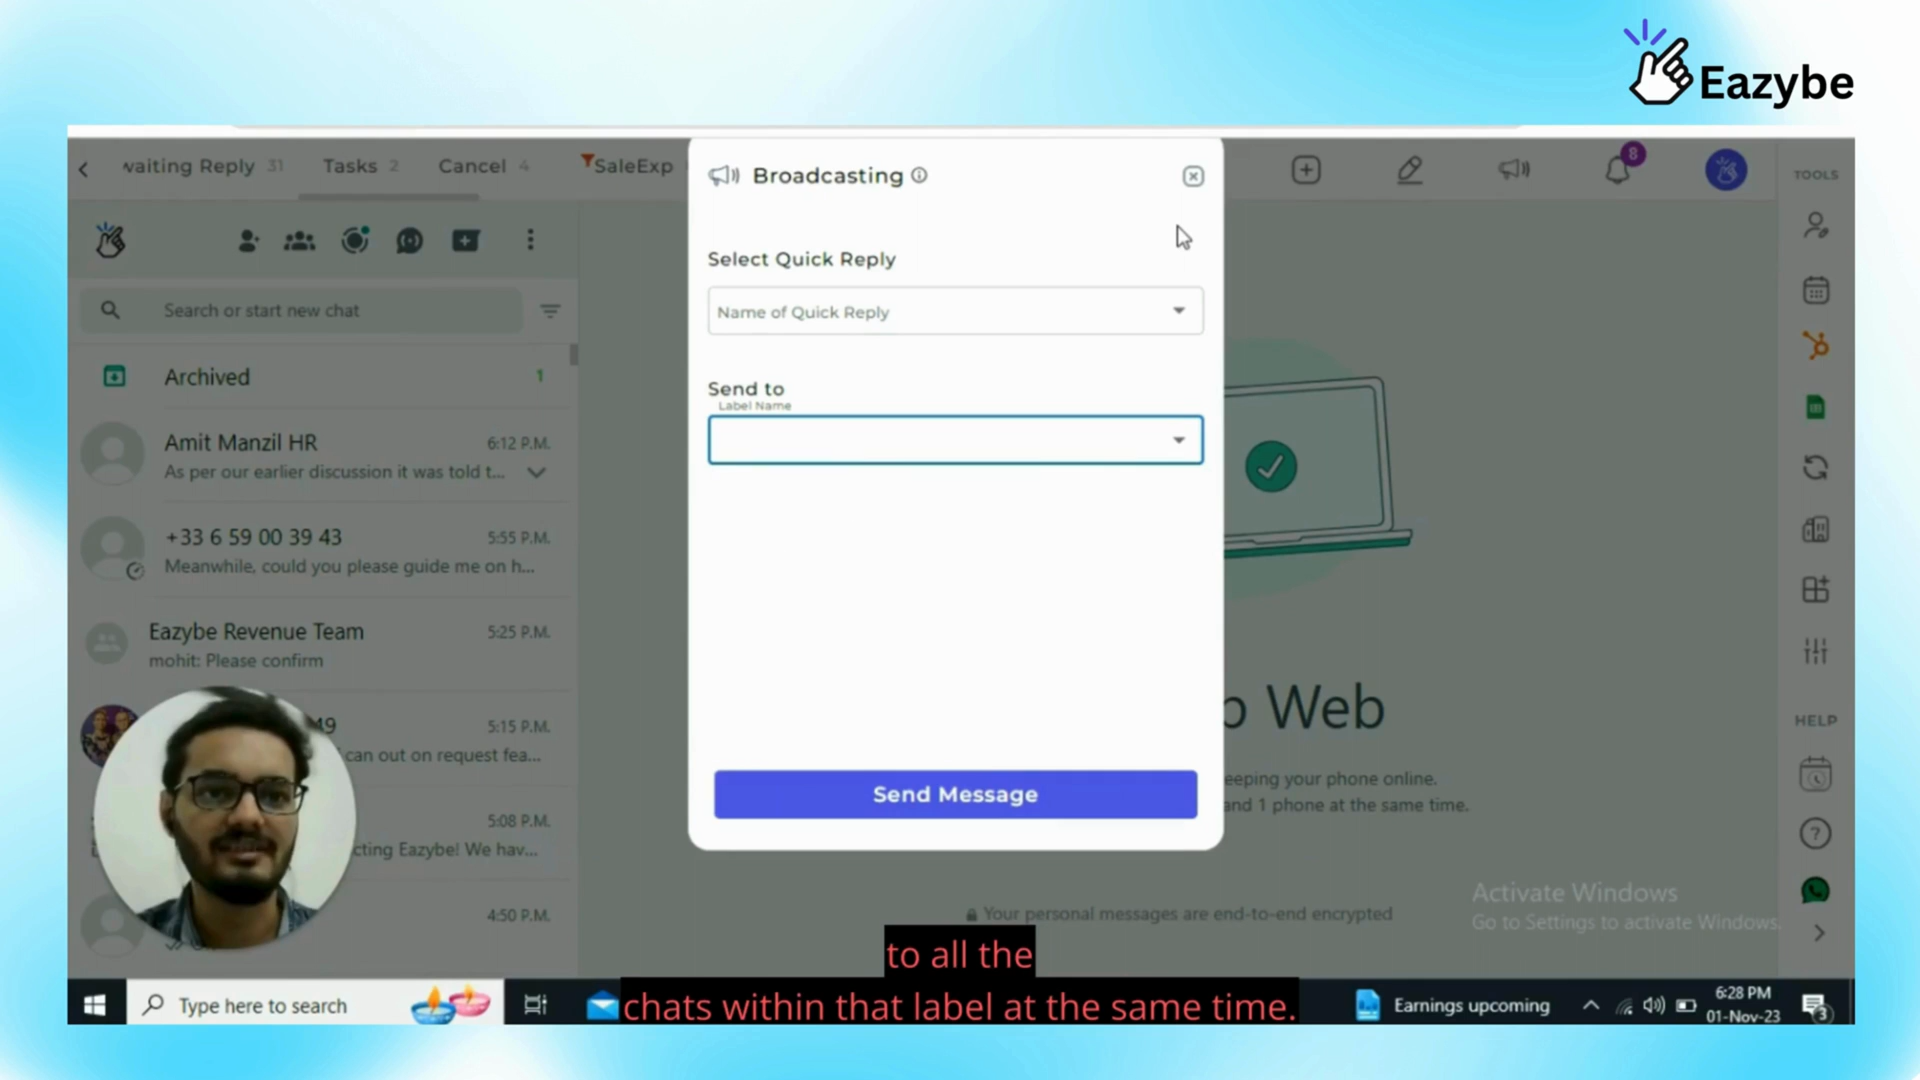 Eazybe
waiting Reply 31 Tasks 2 Cancel 4 SaleExp
Broadcasting
8
TOOLS
Select Quick Reply
Name of Quick Reply
Search or start new chat
Archived 1
Send to
Label Name
Amit Manzil HR 6:12 P.M.
As per our earlier discussion it was told t...
+33 6 59 00 39 43 5:55 P.M.
Meanwhile, could you please guide me on h...
Eazybe Revenue Team 5:25 P.M.
mohit: Please confirm
49 5:15 P.M.
can out on request fea...
p Web
HELP
eeping your phone online.
and 1 phone at the same time.
Send Message
5:08 P.M.
cting Eazybe! We hav...
4:50 P.M.
Your personal messages are end-to-end encrypted
Activate Windows
Go to Settings to activate Windows.
to all the
chats within that label at the same time.
Type here to search
Earnings upcoming
6:28 PM
01-Nov-23
3